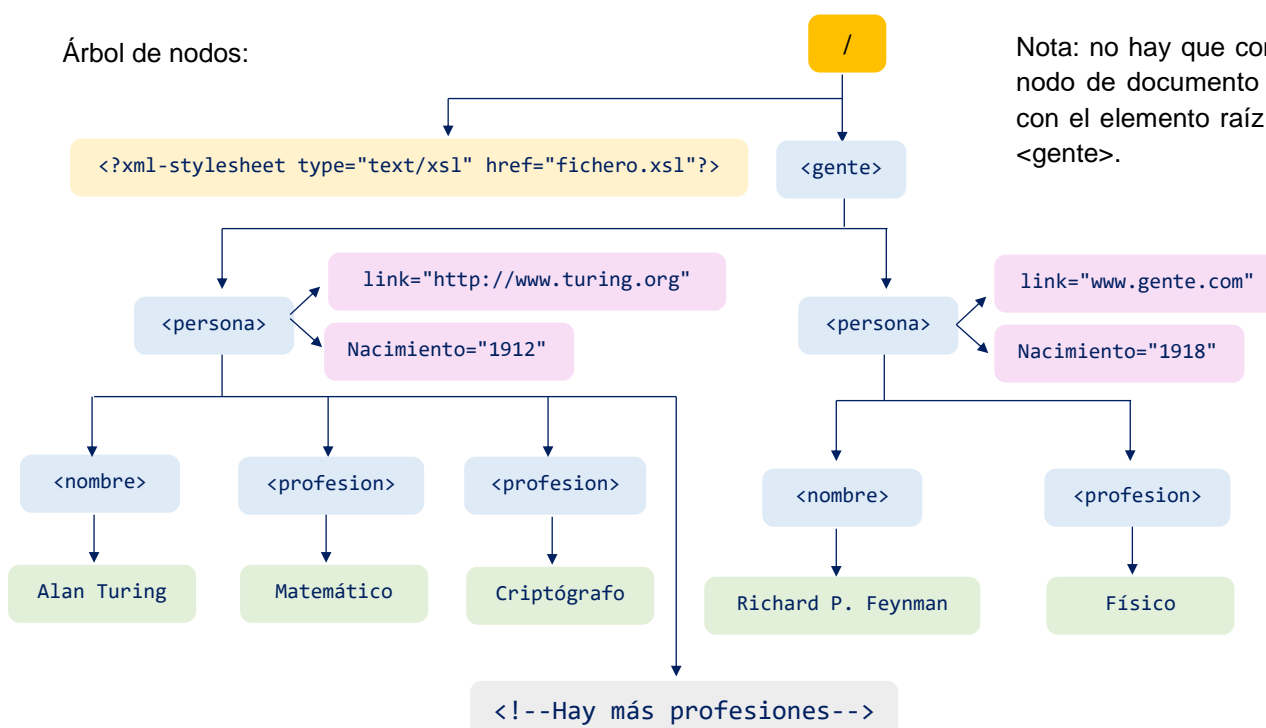 Árbol de nodos:
/
Nota: no hay que
nodo de documento
con el elemento raíz
<gente>.
<?xml-stylesheet type="text/xsl" href="fichero.xsl"?>
<gente>
link="http://www.turing.org"
<persona>
Nacimiento="1912"
link="www.gente.com"
<persona>
Nacimiento="1918"
<nombre>
<profesion>
<profesion>
<nombre>
<profesion>
Alan Turing
Matemático
Criptógrafo
Richard P. Feynman
Físico
<!--Hay más profesiones-->